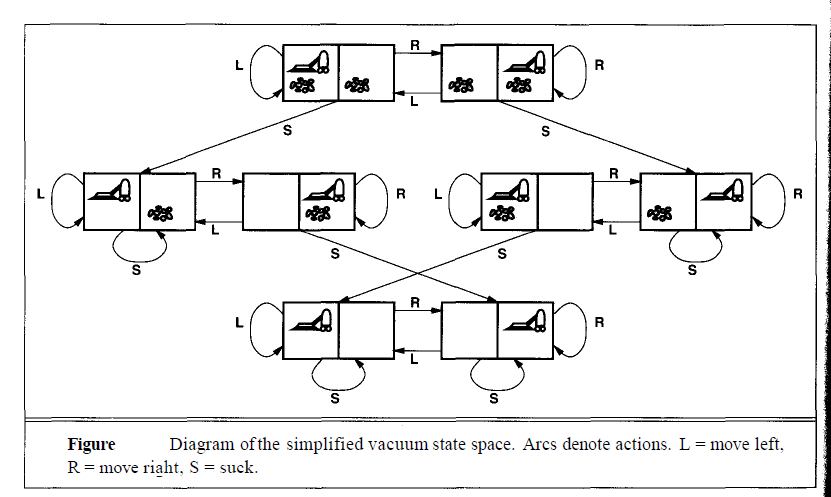 R
L R
L
S S
R R
L R L R
L L
S S S S
R
L R
L
S S
Figure Diagram of the simplified vacuum state space. Arcs denote actions. L = move left,
R = move right, S = suck.